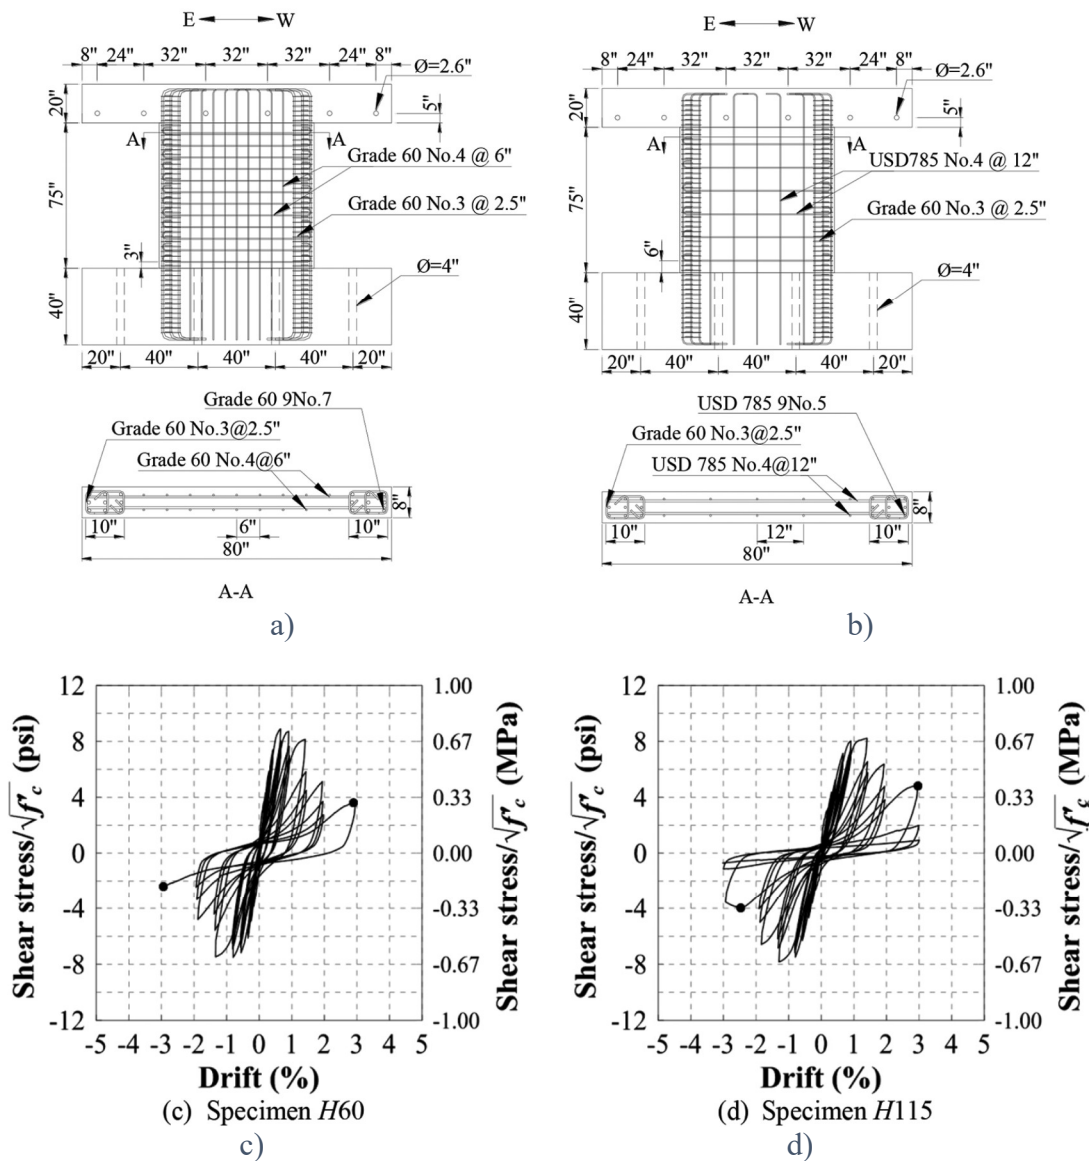 E W
8" 24" 32" 32" 32" 24" 8"
Ø=2.6"
20"
5"
A A
Grade 60 No.4 @ 6"
75"
Grade 60 No.3 @ 2.5"
3"
Ø=4"
40"
20" 40" 40" 40" 20"
Grade 60 9No.7
Grade 60 No.3@2.5"
Grade 60 No.4@6"
8"
10" 6" 10"
80"
A-A
a)
E W
8" 24" 32" 32" 32" 24" 8"
Ø=2.6"
20"
5"
A A
USD785 No.4 @ 12"
75"
Grade 60 No.3 @ 2.5"
6"
Ø=4"
40"
20" 40" 40" 40" 20"
USD 785 9No.5
Grade 60 No.3@2.5"
USD 785 No.4@12"
8"
10" 12" 10"
80"
A-A
b)
Shear stress/√f'c (psi)
12
8
4
0
-4
-8
-12
1.00
0.67
0.33
0.00
-0.33
-0.67
-1.00
Shear stress/√f'c (MPa)
-5 -4 -3 -2 -1 0 1 2 3 4 5
Drift (%)
(c) Specimen H60
c)
Shear stress/√f'c (psi)
12
8
4
0
-4
-8
-12
1.00
0.67
0.33
0.00
-0.33
-0.67
-1.00
Shear stress/√f'c (MPa)
-5 -4 -3 -2 -1 0 1 2 3 4 5
Drift (%)
(d) Specimen H115
d)